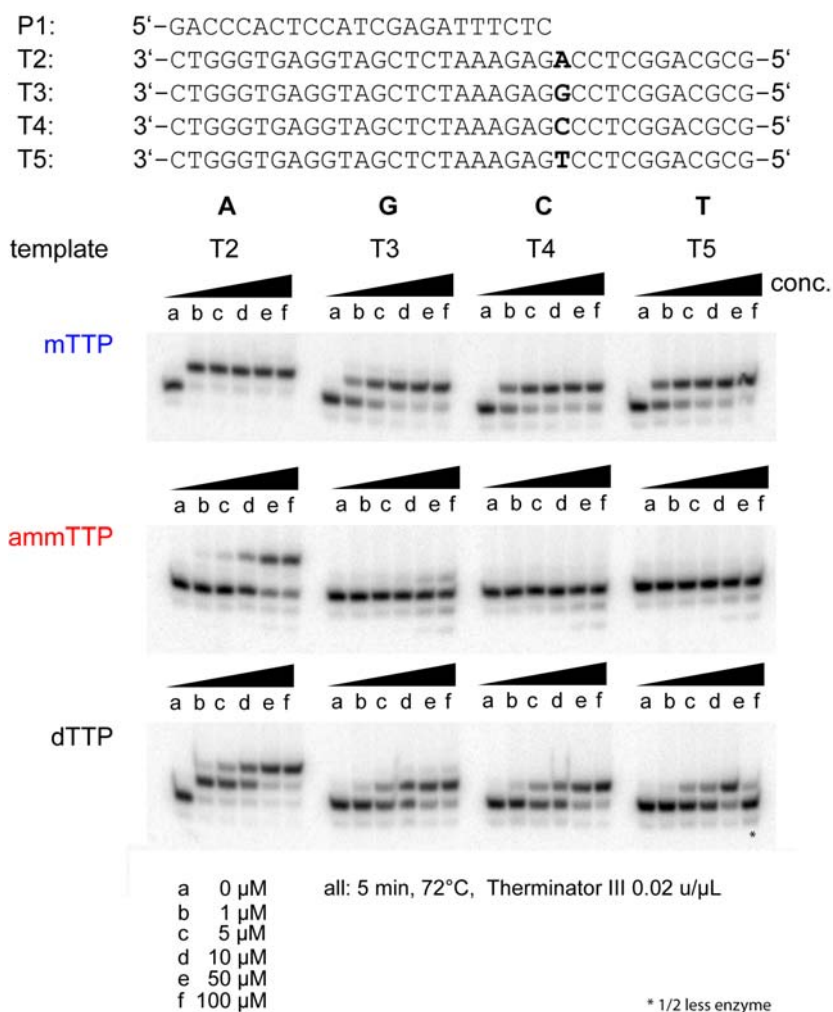 P1: 5‘-GACCCACTCCATCGAGATTTCTC
T2: 3‘-CTGGGTGAGGTAGCTCTAAAGAGACCTCGGACGCG-5‘
T3: 3‘-CTGGGTGAGGTAGCTCTAAAGAGGCCTCGGACGCG-5‘
T4: 3‘-CTGGGTGAGGTAGCTCTAAAGAGCCCTCGGACGCG-5‘
T5: 3‘-CTGGGTGAGGTAGCTCTAAAGAGTCCTCGGACGCG-5‘
A G C T
template T2 T3 T4 T5
conc.
a b c d e f a b c d e f a b c d e f a b c d e f
mTTP
a b c d e f a b c d e f a b c d e f a b c d e f
ammTTP
a b c d e f a b c d e f a b c d e f a b c d e f
dTTP
*
a 0 µM all: 5 min, 72°C, Therminator III 0.02 u/µL
b 1 µM
c 5 µM
d 10 µM
e 50 µM
f 100 µM * 1/2 less enzyme